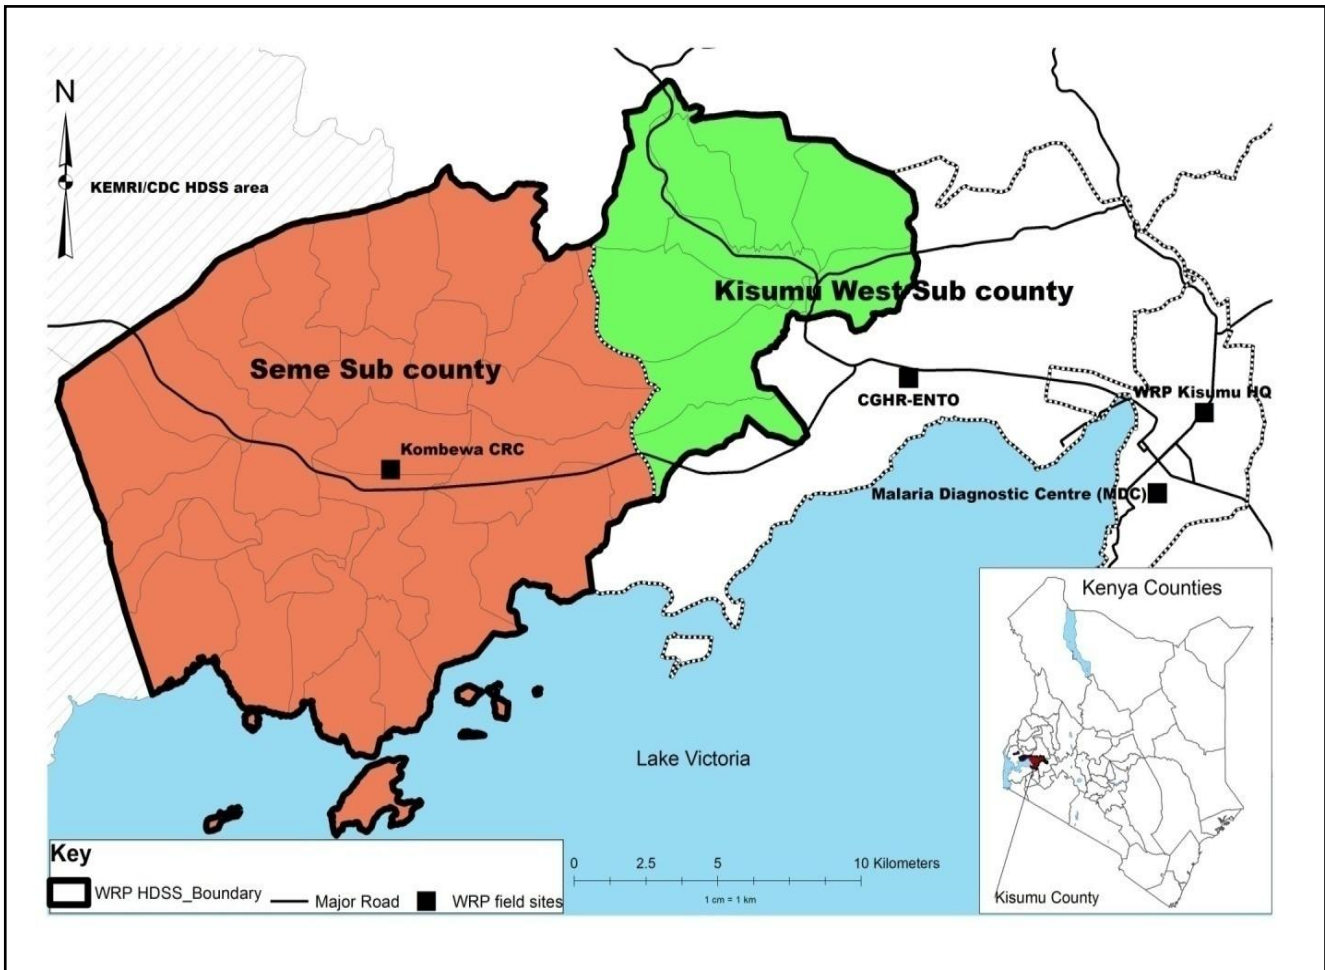 N
KEMRI/CDC HDSS area
Kisumu West Sub county
Seme Sub county
CGHR-ENTO
WRP Kisumu HQ
Kombewa CRC
Malaria Diagnostic Centre (MDC)
Kenya Counties
Lake Victoria
Kisumu County
Key
WRP HDSS_Boundary
Major Road
WRP field sites
0 2.5 5 10 Kilometers
1 cm = 1 km